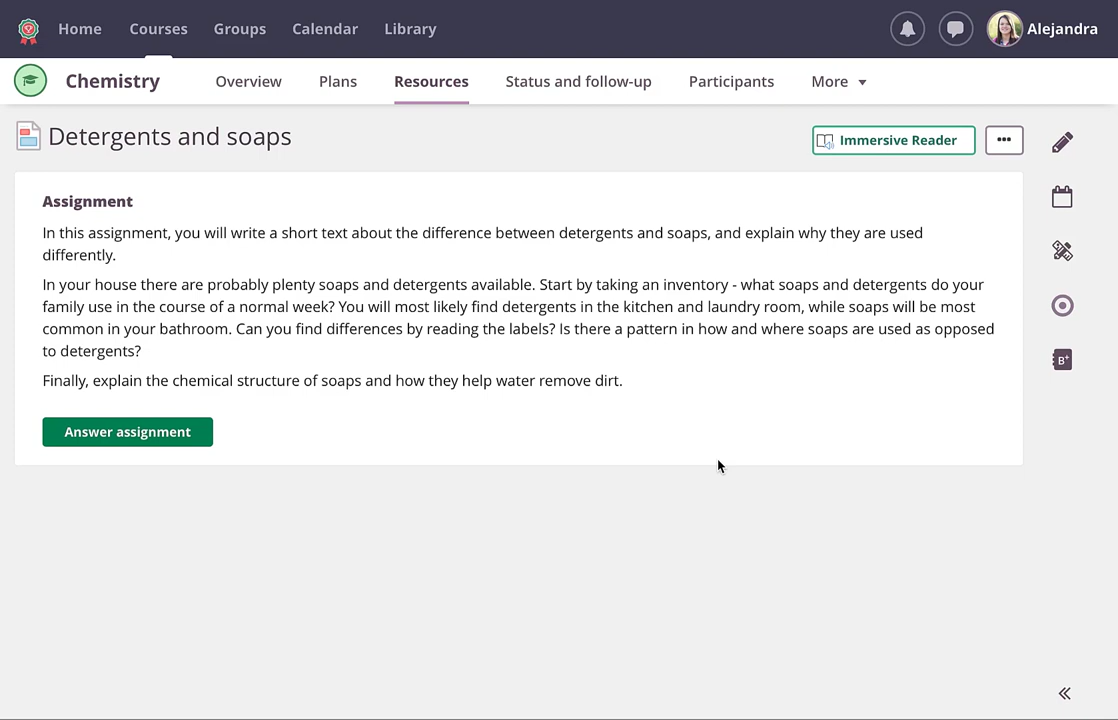 Home Courses Groups Calendar Library Alejandra
Chemistry Overview Plans Resources Status and follow-up Participants More
Detergents and soaps Immersive Reader
Assignment
In this assignment, you will write a short text about the difference between detergents and soaps, and explain why they are used
differently.
In your house there are probably plenty soaps and detergents available. Start by taking an inventory - what soaps and detergents do your
family use in the course of a normal week? You will most likely find detergents in the kitchen and laundry room, while soaps will be most
common in your bathroom. Can you find differences by reading the labels? Is there a pattern in how and where soaps are used as opposed
to detergents?
Finally, explain the chemical structure of soaps and how they help water remove dirt.
Answer assignment
B+